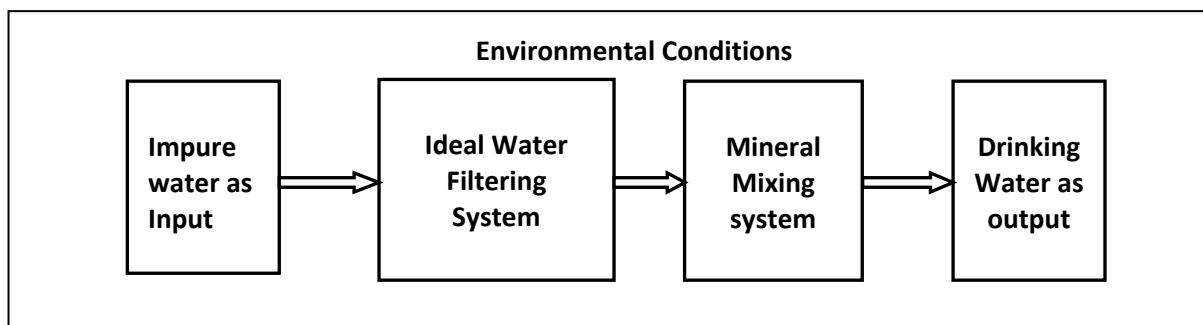 Environmental Conditions
Impure
water as
Input
Ideal Water
Filtering
System
Mineral
Mixing
system
Drinking
Water as
output